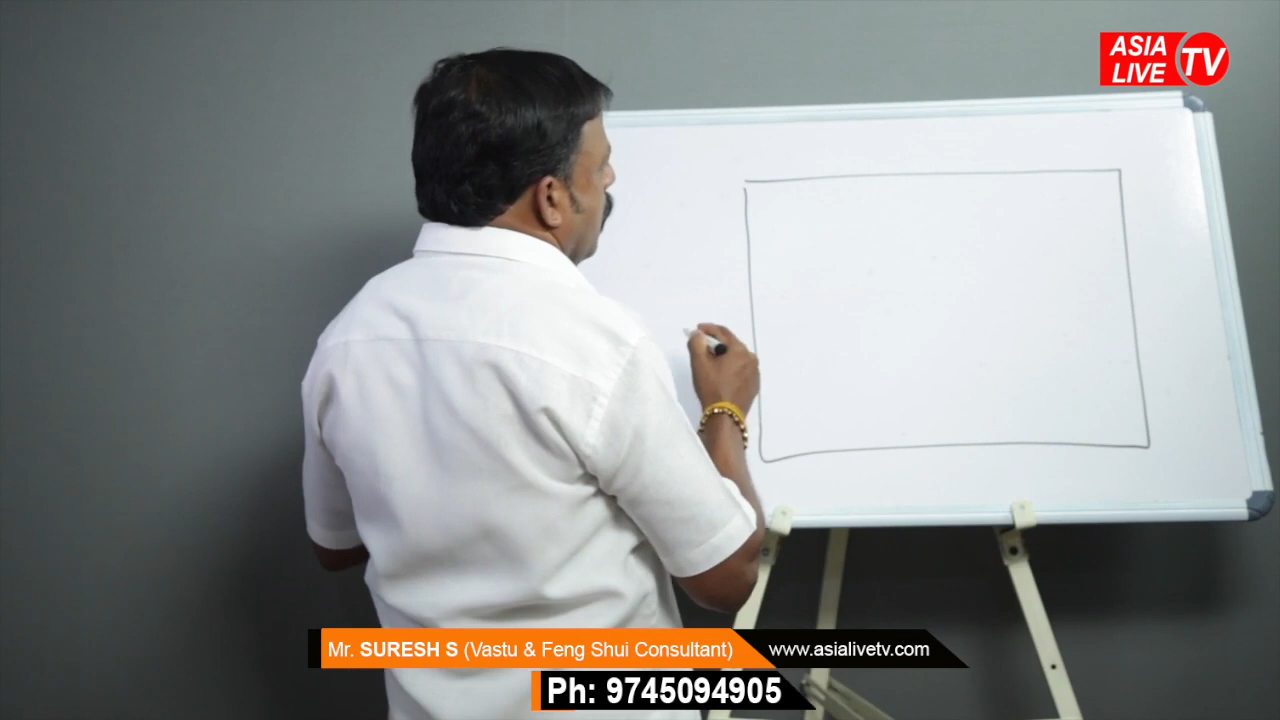 ASIA
LIVE
TV
Mr. SURESH S (Vastu & Feng Shui Consultant)
www.asialivetv.com
Ph: 9745094905